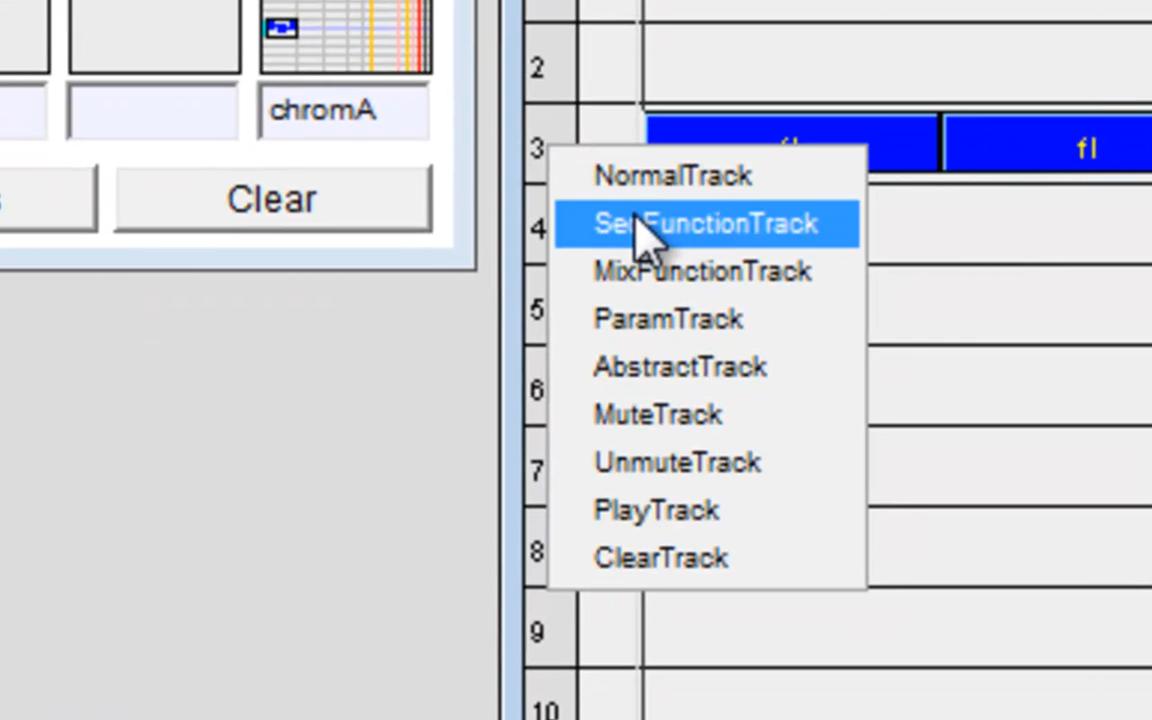 chromA
Clear
2
3
fl
4
5
6
7
8
9
10
NormalTrack
MixFunctionTrack
ParamTrack
AbstractTrack
MuteTrack
UnmuteTrack
PlayTrack
ClearTrack